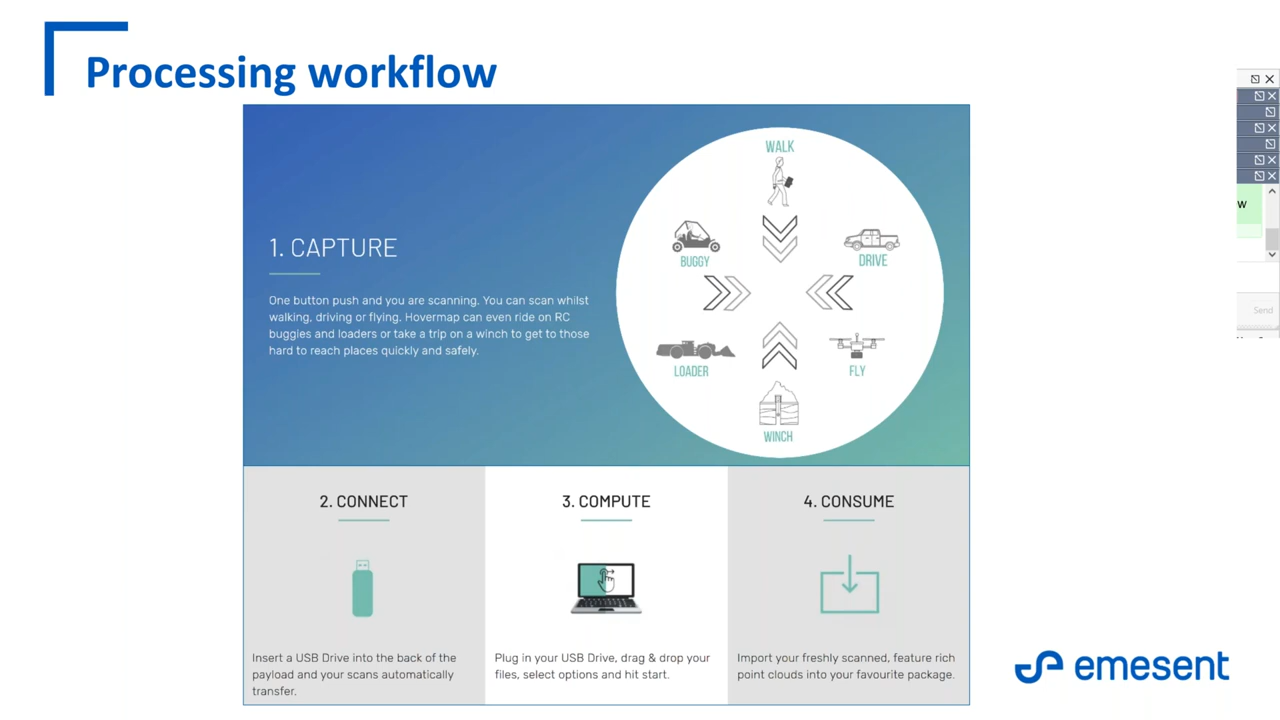 Processing workflow
1. CAPTURE
One button push and you are scanning. You can scan whilst
walking, driving or flying. Hovermap can even ride on RC
buggies and loaders or take a trip on a winch to get to those
hard to reach places quickly and safely.
WALK
BUGGY
DRIVE
LOADER
FLY
WINCH
2. CONNECT
Insert a USB Drive into the back of the
payload and your scans automatically
transfer.
3. COMPUTE
Plug in your USB Drive, drag & drop your
files, select options and hit start.
4. CONSUME
Import your freshly scanned, feature rich
point clouds into your favourite package.
emesent
w
Send